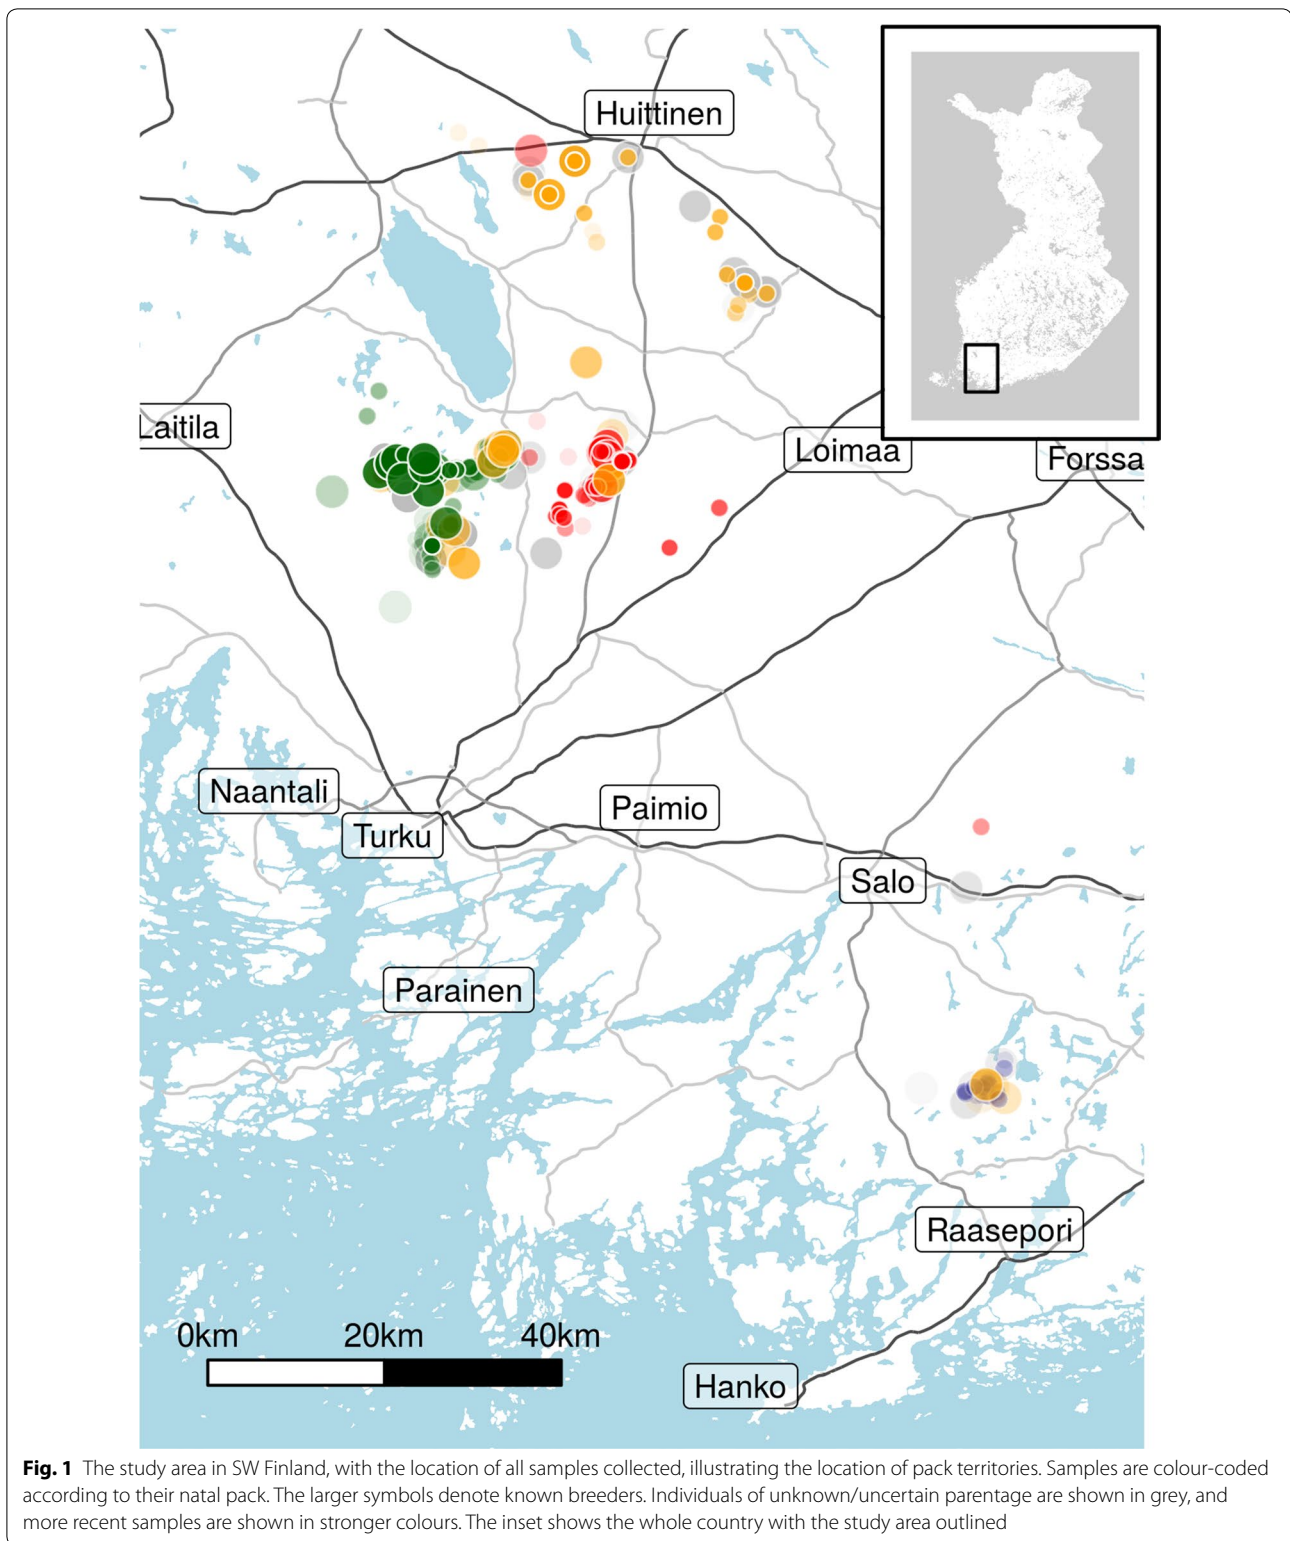 Huittinen
Laitila
Loimaa
Forssa
Naantali
Turku
Paimio
Salo
Parainen
Raasepori
0km 20km 40km
Hanko
Fig. 1 The study area in SW Finland, with the location of all samples collected, illustrating the location of pack territories. Samples are colour-coded
according to their natal pack. The larger symbols denote known breeders. Individuals of unknown/uncertain parentage are shown in grey, and
more recent samples are shown in stronger colours. The inset shows the whole country with the study area outlined